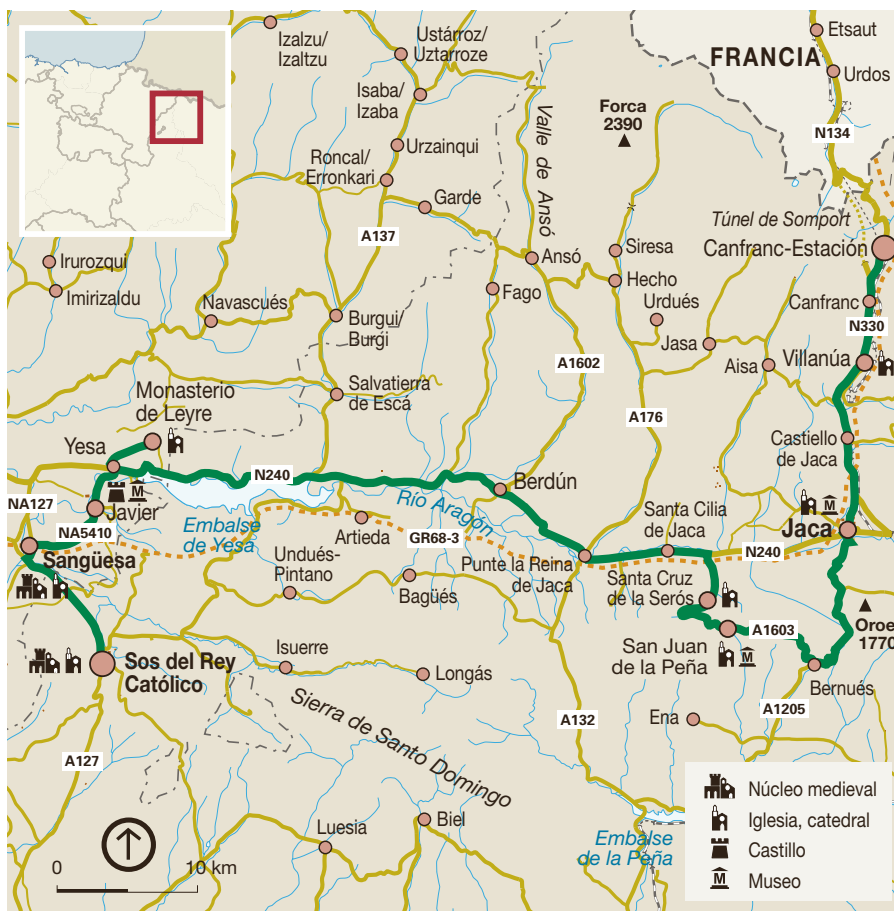 Etsaut
FRANCIA
Urdos
N134
Izalzu/
Izaltzu
Ustárroz/
Uztarroze
Isaba/
Izaba
Valle de Ansó
Forca
2390
Urzainqui
Roncal/
Erronkari
Garde
A137
Túnel de Somport
Canfranc-Estación
Irurozqui
Imirizaldu
Ansó
Siresa
Hecho
Urdués
Fago
Canfranc
N330
Navascués
Burgui/
Burgi
Jasa
Aisa
Villanúa
A1602
Monasterio
de Leyre
Salvatierra
de Escá
A176
Yesa
Castiello
de Jaca
N240
Berdún
Río Aragón
NA127
M
Javier
NA5410
Embalse
de Yesa
Artieda
GR68-3
Santa Cilia
de Jaca
M
Jaca
N240
Sangüesa
Undués-
Pintano
Bagüés
Punte la Reina
de Jaca
Santa Cruz
de la Serós
Oroel
1770
Sos del Rey
Católico
Isuerre
Longás
San Juan
de la Peña
M
A1603
Bernués
A1205
Ena
A132
Sierra de Santo Domingo
A127
Luesia
Biel
Embalse
de la Peña
0
10 km
Núcleo medieval
Iglesia, catedral
Castillo
M
Museo